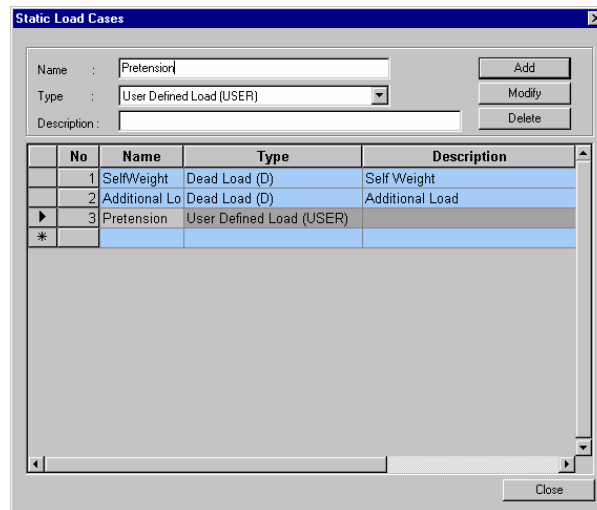 Static Load Cases
Name : Pretension Add
Type : User Defined Load (USER) Modify
Description : Delete
No Name Type Description
1 SelfWeight Dead Load (D) Self Weight
2 Additional Lo Dead Load (D) Additional Load
3 Pretension User Defined Load (USER)
Close